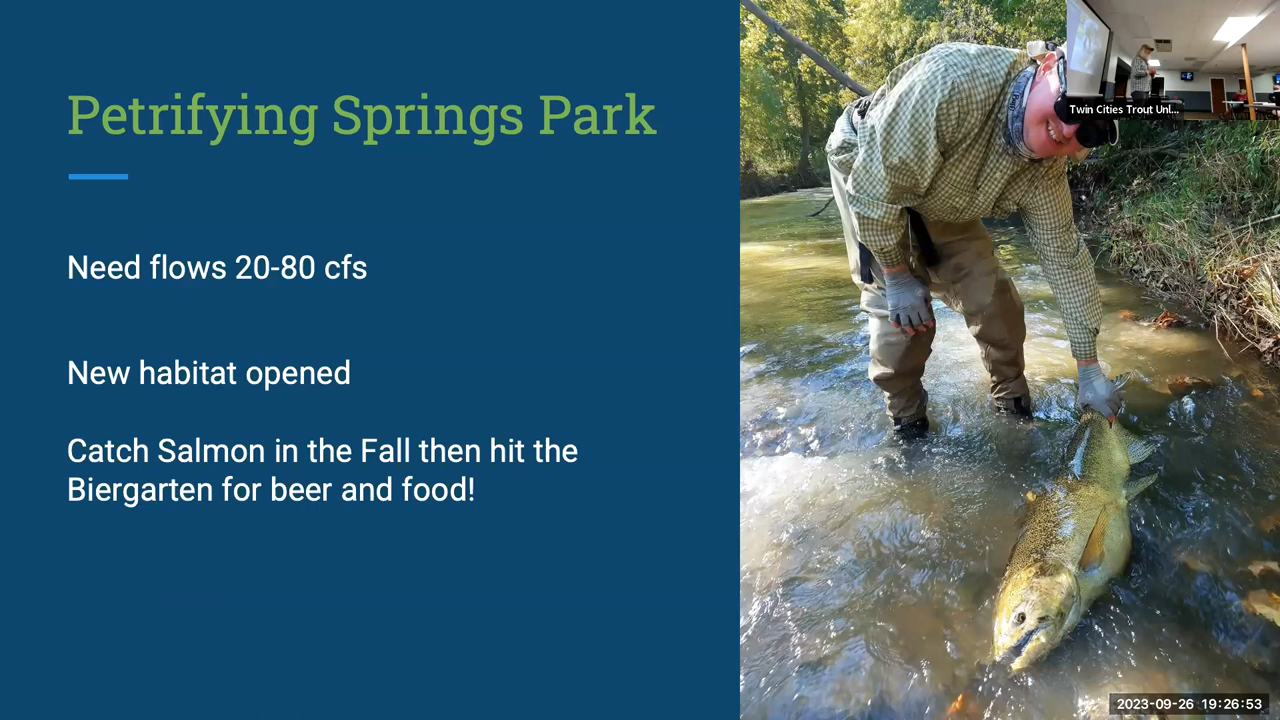 Petrifying Springs Park
Need flows 20-80 cfs
New habitat opened
Catch Salmon in the Fall then hit the
Biergarten for beer and food!
Twin Cities Trout Unl...
2023-09-26 19:26:53